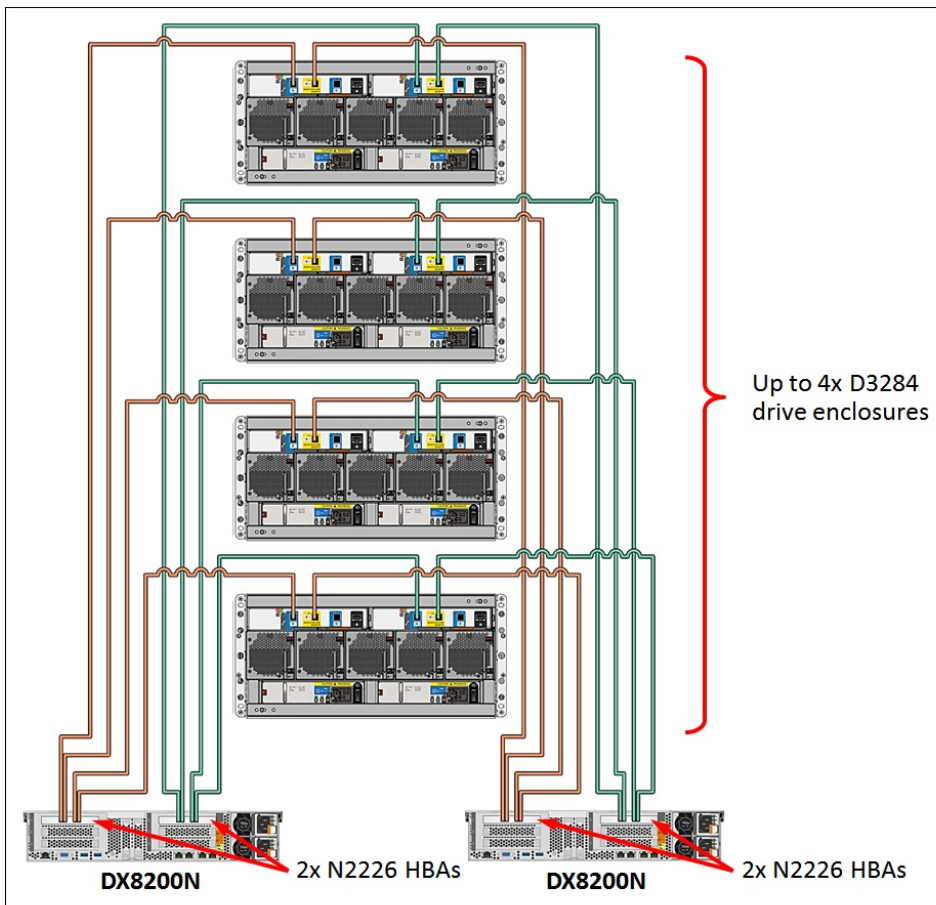 Up to 4x D3284
drive enclosures
2x N2226 HBAs
2x N2226 HBAs
DX8200N
DX8200N